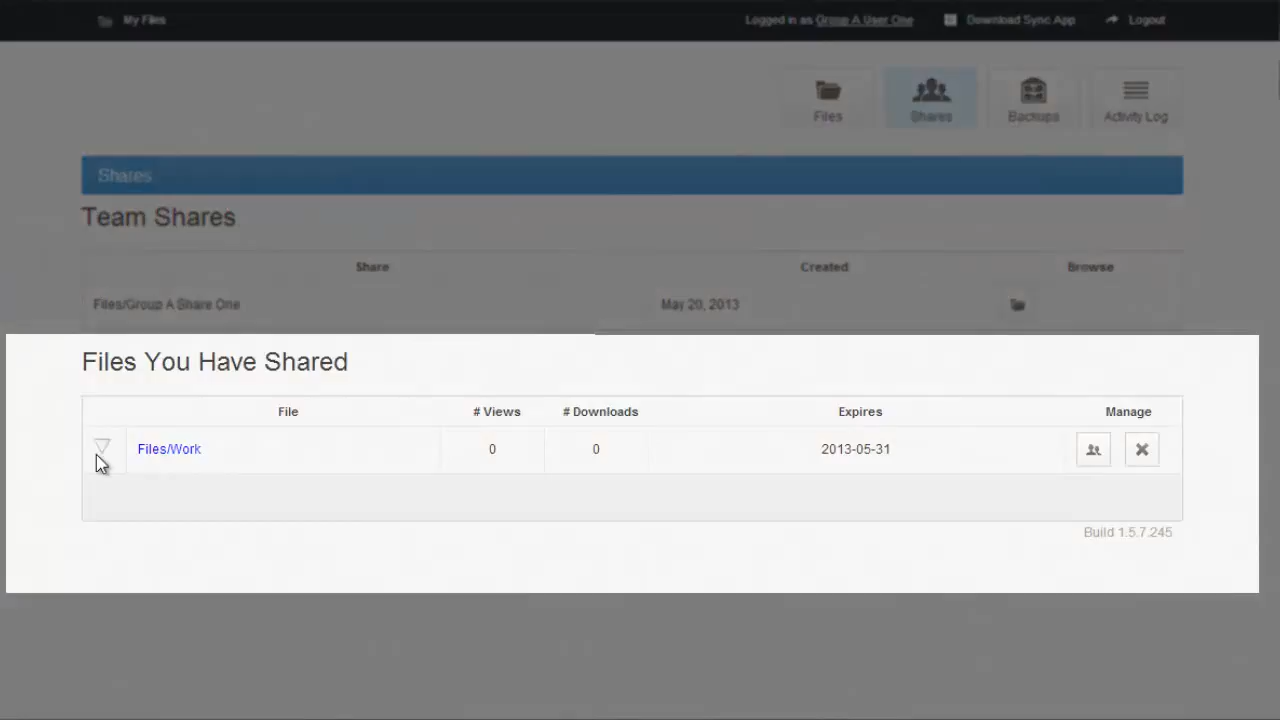 My Files Logged in as Group A User One Download Sync App Logout
Files Shares Backups Activity Log
Shares
Team Shares
Share Created Browse
Files/Group A Share One May 20, 2013
Files You Have Shared
File # Views # Downloads Expires Manage
Files/Work 0 0 2013-05-31
Build 1.5.7.245